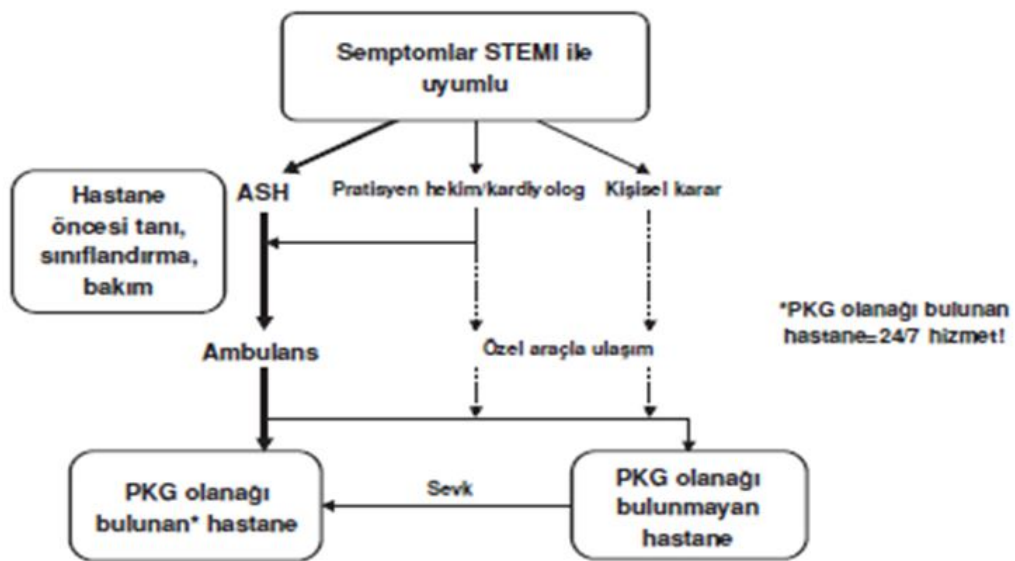 Semptomlar STEMI ile
uyumlu
Hastane
öncesi tanı,
sınıflandırma,
bakım
ASH
Pratisyen hekim/kardiyolog
Kişisel karar
*PKG olanağı bulunan
hastane=24/7 hizmet!
Ambulans
Özel araçla ulaşım
PKG olanağı
bulunan* hastane
Sevk
PKG olanağı
bulunmayan
hastane